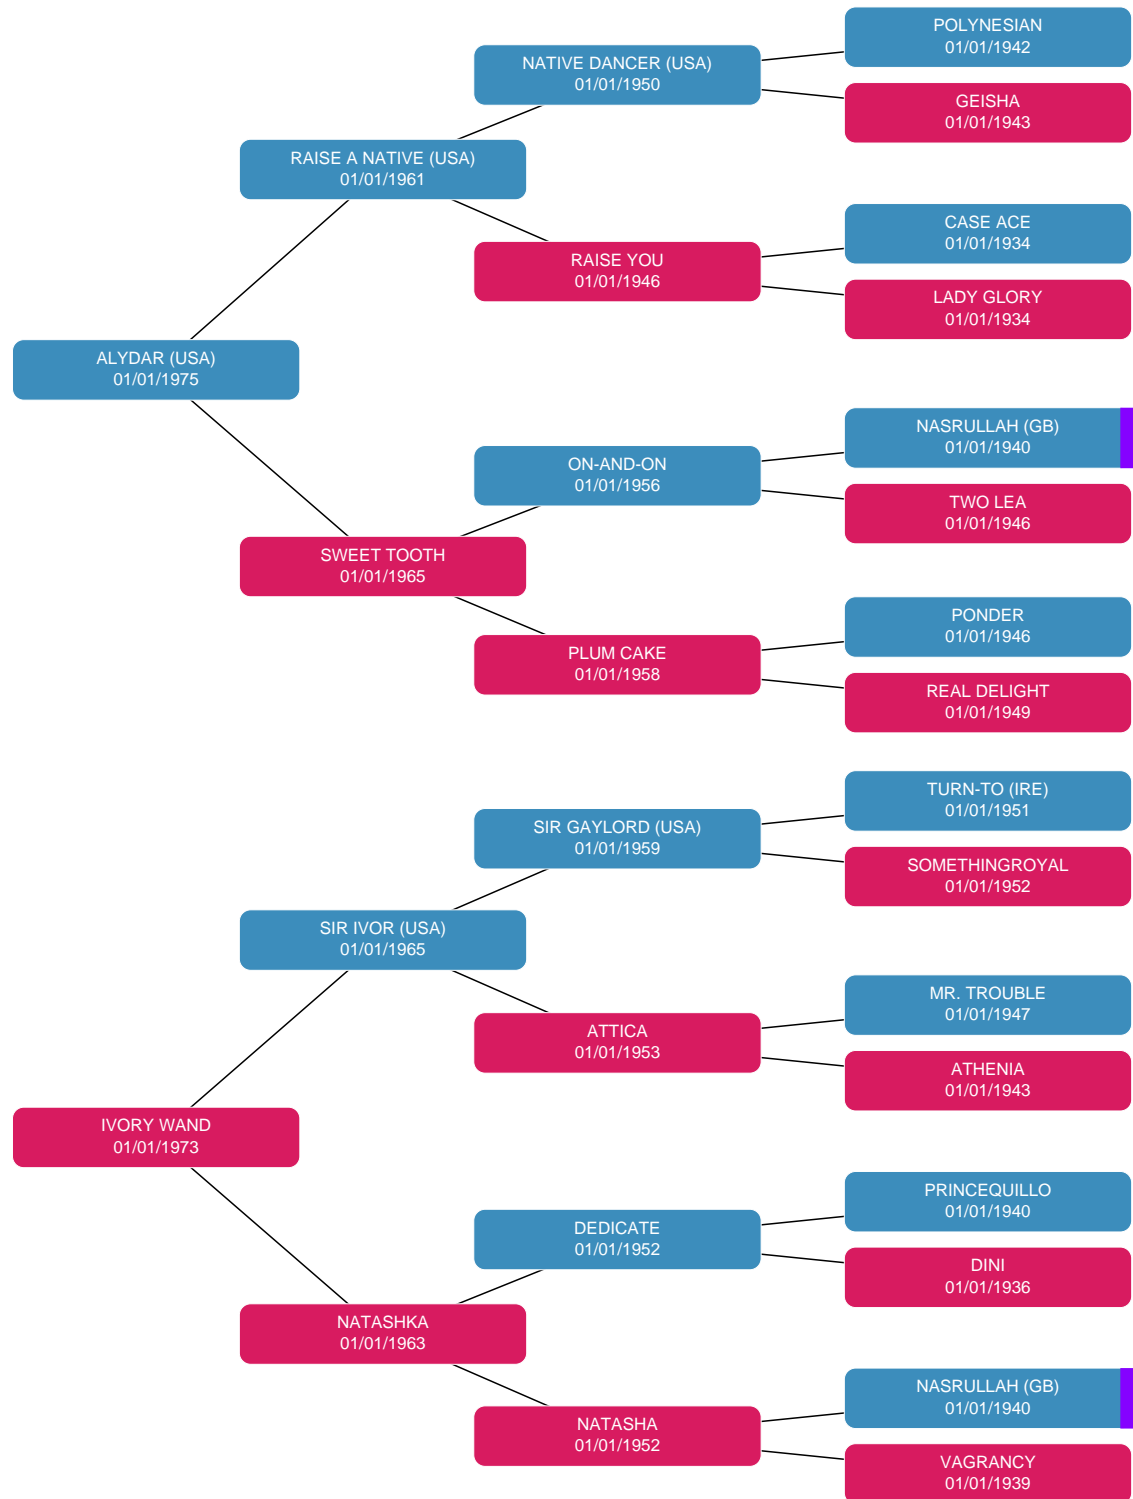 POLYNESIAN
01/01/1942
NATIVE DANCER (USA)
01/01/1950
GEISHA
01/01/1943
RAISE A NATIVE (USA)
01/01/1961
CASE ACE
01/01/1934
RAISE YOU
01/01/1946
LADY GLORY
01/01/1934
ALYDAR (USA)
01/01/1975
NASRULLAH (GB)
01/01/1940
ON-AND-ON
01/01/1956
TWO LEA
01/01/1946
SWEET TOOTH
01/01/1965
PONDER
01/01/1946
PLUM CAKE
01/01/1958
REAL DELIGHT
01/01/1949
TURN-TO (IRE)
01/01/1951
SIR GAYLORD (USA)
01/01/1959
SOMETHINGROYAL
01/01/1952
SIR IVOR (USA)
01/01/1965
MR. TROUBLE
01/01/1947
ATTICA
01/01/1953
ATHENIA
01/01/1943
IVORY WAND
01/01/1973
PRINCEQUILLO
01/01/1940
DEDICATE
01/01/1952
DINI
01/01/1936
NATASHKA
01/01/1963
NASRULLAH (GB)
01/01/1940
NATASHA
01/01/1952
VAGRANCY
01/01/1939